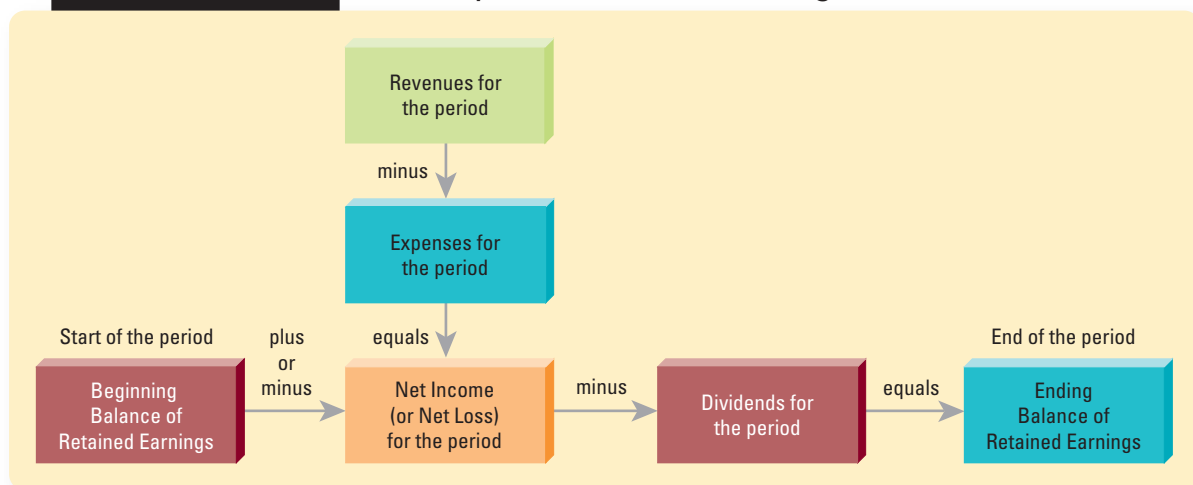 Revenues for
the period
minus
Expenses for
the period
equals
Start of the period
Beginning
Balance of
Retained Earnings
plus
or
minus
Net Income
(or Net Loss)
for the period
minus
Dividends for
the period
equals
End of the period
Ending
Balance of
Retained Earnings